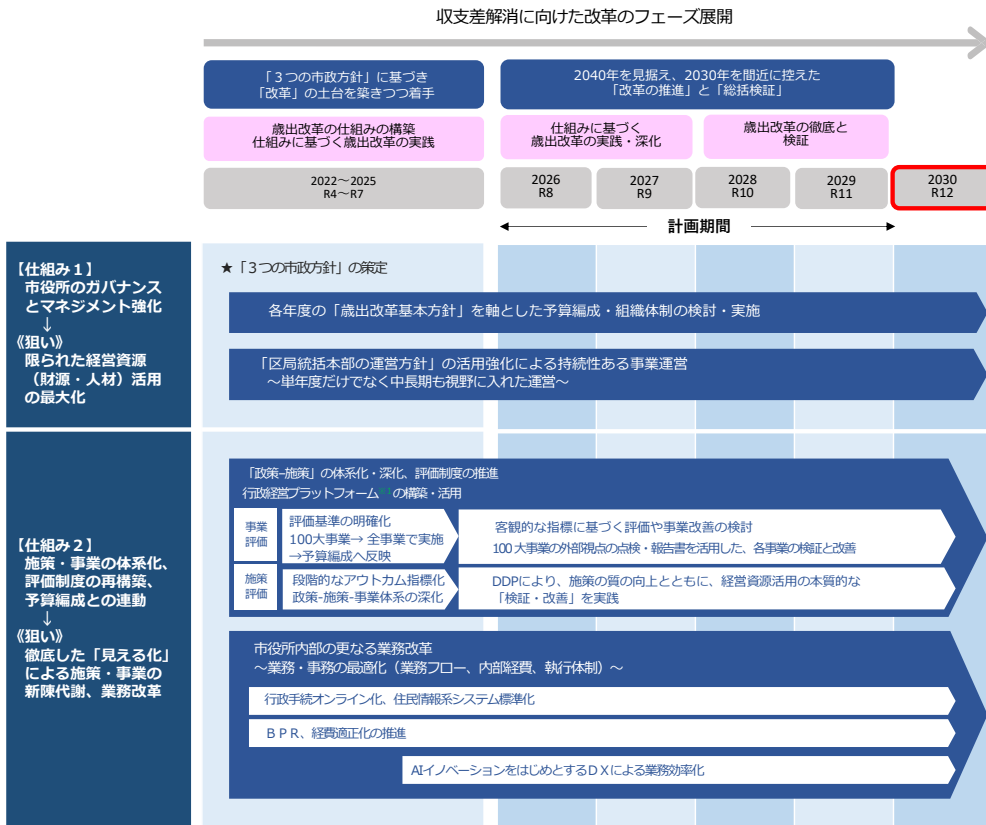 収支差解消に向けた改革のフェーズ展開
「３つの市政方針」に基づき
「改革」の土台を築きつつ着手
2040年を見据え、2030年を間近に控えた
「改革の推進」と「総括検証」
歳出改革の仕組みの構築
仕組みに基づく歳出改革の実践
仕組みに基づく
歳出改革の実践・深化
歳出改革の徹底と
検証
2022～2025
R4～R7
2026
R8
2027
R9
2028
R10
2029
R11
2030
R12
計画期間
【仕組み１】
市役所のガバナンス
とマネジメント強化
↓
《狙い》
限られた経営資源
（財源・人材）活用
の最大化
★「３つの市政方針」の策定
各年度の「歳出改革基本方針」を軸とした予算編成・組織体制の検討・実施
「区局統括本部の運営方針」の活用強化による持続性ある事業運営
～単年度だけでなく中長期も視野に入れた運営～
【仕組み２】
施策・事業の体系化、
評価制度の再構築、
予算編成との連動
↓
《狙い》
徹底した「見える化」
による施策・事業の
新陳代謝、業務改革
「政策–施策」の体系化・深化、評価制度の推進
行政経営プラットフォーム※1の構築・活用
事業
評価
評価基準の明確化
100大事業→ 全事業で実施
→予算編成へ反映
客観的な指標に基づく評価や事業改善の検討
100 大事業の外部視点の点検・報告書を活用した、各事業の検証と改善
施策
評価
段階的なアウトカム指標化
政策-施策-事業体系の深化
DDPにより、施策の質の向上とともに、経営資源活用の本質的な
「検証・改善」を実践
市役所内部の更なる業務改革
～業務・事務の最適化（業務フロー、内部経費、執行体制）～
行政手続オンライン化、住民情報系システム標準化
ＢＰＲ、経費適正化の推進
AIイノベーションをはじめとするＤＸによる業務効率化